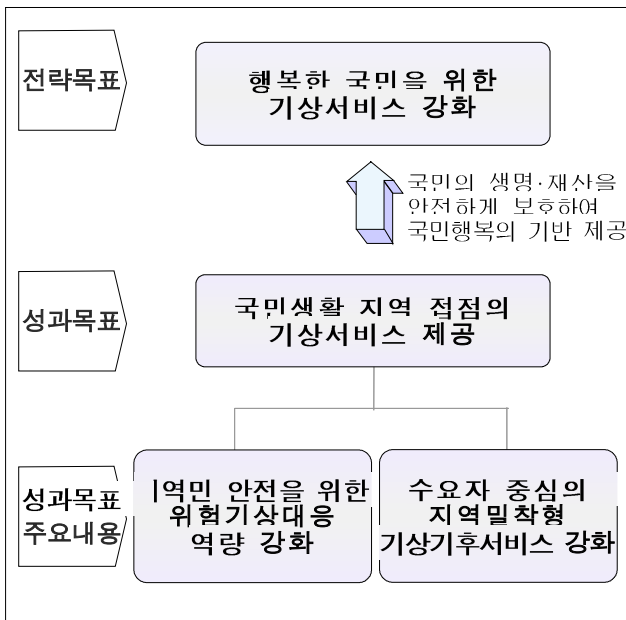 전략목표
행복한 국민을 위한
기상서비스 강화
국민의 생명·재산을
안전하게 보호하여
국민행복의 기반 제공
성과목표
국민생활 지역 접점의
기상서비스 제공
성과목표
주요내용
안전을 위한
위험기상대응
역량 강화
수요자 중심의
지역밀착형
기상기후서비스 강화